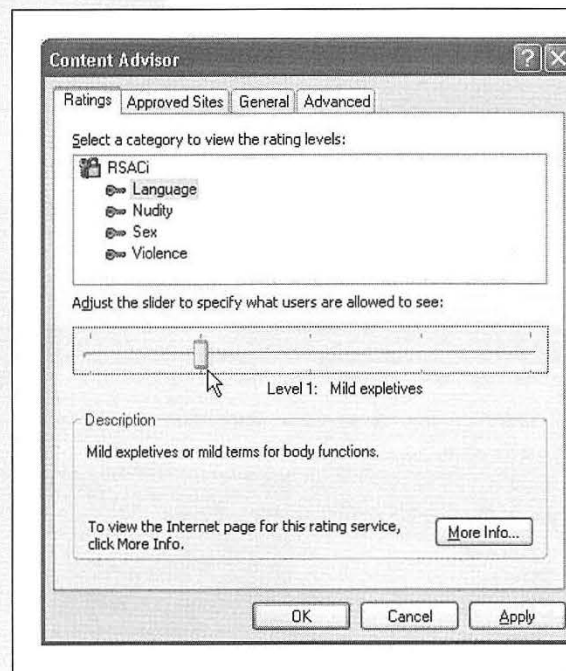 Content Advisor
Ratings Approved Sites General Advanced
Select a category to view the rating levels:
RSACi
Language
Nudity
Sex
Violence
Adjust the slider to specify what users are allowed to see:
Level 1: Mild expletives
Description
Mild expletives or mild terms for body functions.
To view the Internet page for this rating service,
click More Info.
More Info...
OK Cancel Apply